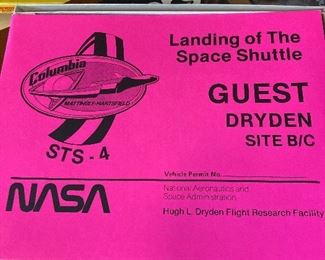 Landing of The
Space Shuttle
Columbia
MATTINGLY-HARTSFIELD
STS-4
GUEST
DRYDEN
SITE B/C
Vehicle Permit No.
NASA
National Aeronautics and
Space Administration
Hugh L. Dryden Flight Research Facility